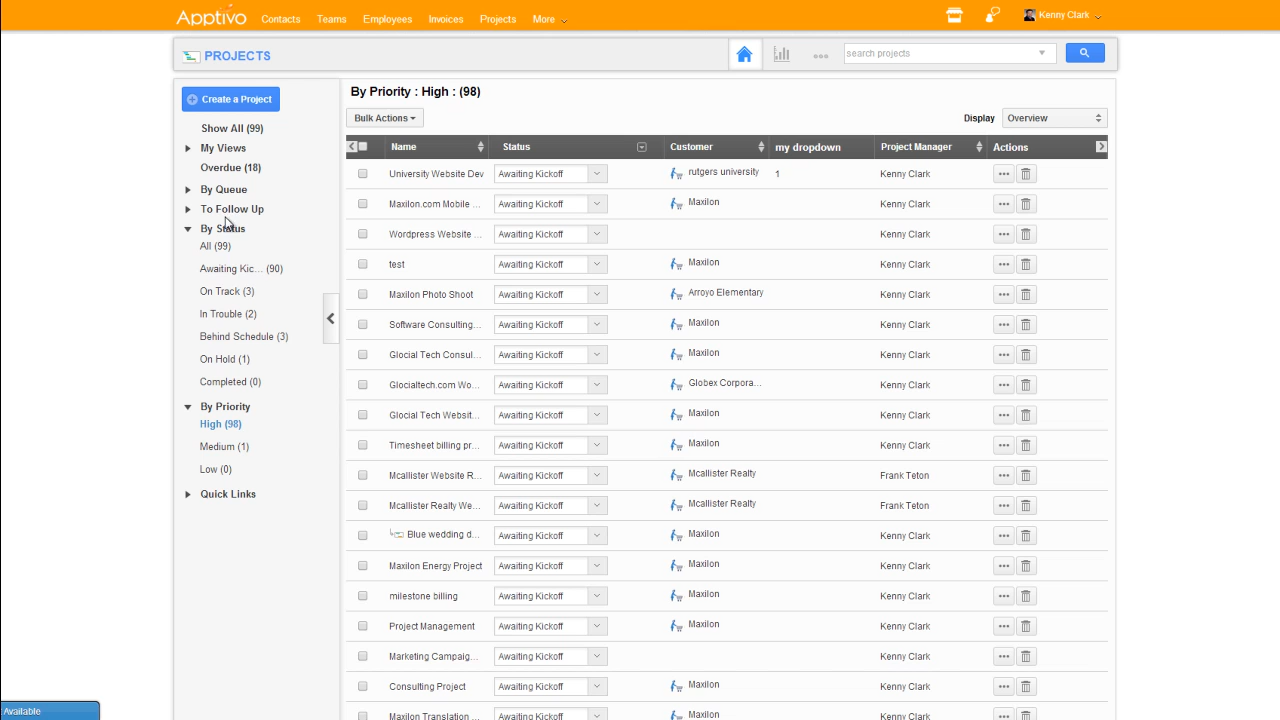 Apptivo Contacts Teams Employees Invoices Projects More Kenny Clark
PROJECTS search projects
Create a Project
Show All (99)
My Views
Overdue (18)
By Queue
To Follow Up
By Status
All (99)
Awaiting Kic... (90)
On Track (3)
In Trouble (2)
Behind Schedule (3)
On Hold (1)
Completed (0)
By Priority
High (98)
Medium (1)
Low (0)
Quick Links
By Priority : High : (98)
Bulk Actions Display Overview
Name Status Customer my dropdown Project Manager Actions
University Website Dev Awaiting Kickoff rutgers university 1 Kenny Clark
Maxilon.com Mobile ... Awaiting Kickoff Maxilon Kenny Clark
Wordpress Website ... Awaiting Kickoff Kenny Clark
test Awaiting Kickoff Maxilon Kenny Clark
Maxilon Photo Shoot Awaiting Kickoff Arroyo Elementary Kenny Clark
Software Consulting... Awaiting Kickoff Maxilon Kenny Clark
Glocial Tech Consul... Awaiting Kickoff Maxilon Kenny Clark
Glocialtech.com Wo... Awaiting Kickoff Globex Corpora... Kenny Clark
Glocial Tech Websit... Awaiting Kickoff Maxilon Kenny Clark
Timesheet billing pr... Awaiting Kickoff Maxilon Kenny Clark
Mcallister Website R... Awaiting Kickoff Mcallister Realty Frank Teton
Mcallister Realty We... Awaiting Kickoff Mcallister Realty Frank Teton
Blue wedding d... Awaiting Kickoff Maxilon Kenny Clark
Maxilon Energy Project Awaiting Kickoff Maxilon Kenny Clark
milestone billing Awaiting Kickoff Maxilon Kenny Clark
Project Management Awaiting Kickoff Maxilon Kenny Clark
Marketing Campaig... Awaiting Kickoff Kenny Clark
Consulting Project Awaiting Kickoff Maxilon Kenny Clark
Maxilon Translation ... Awaiting Kickoff Maxilon Kenny Clark
Available